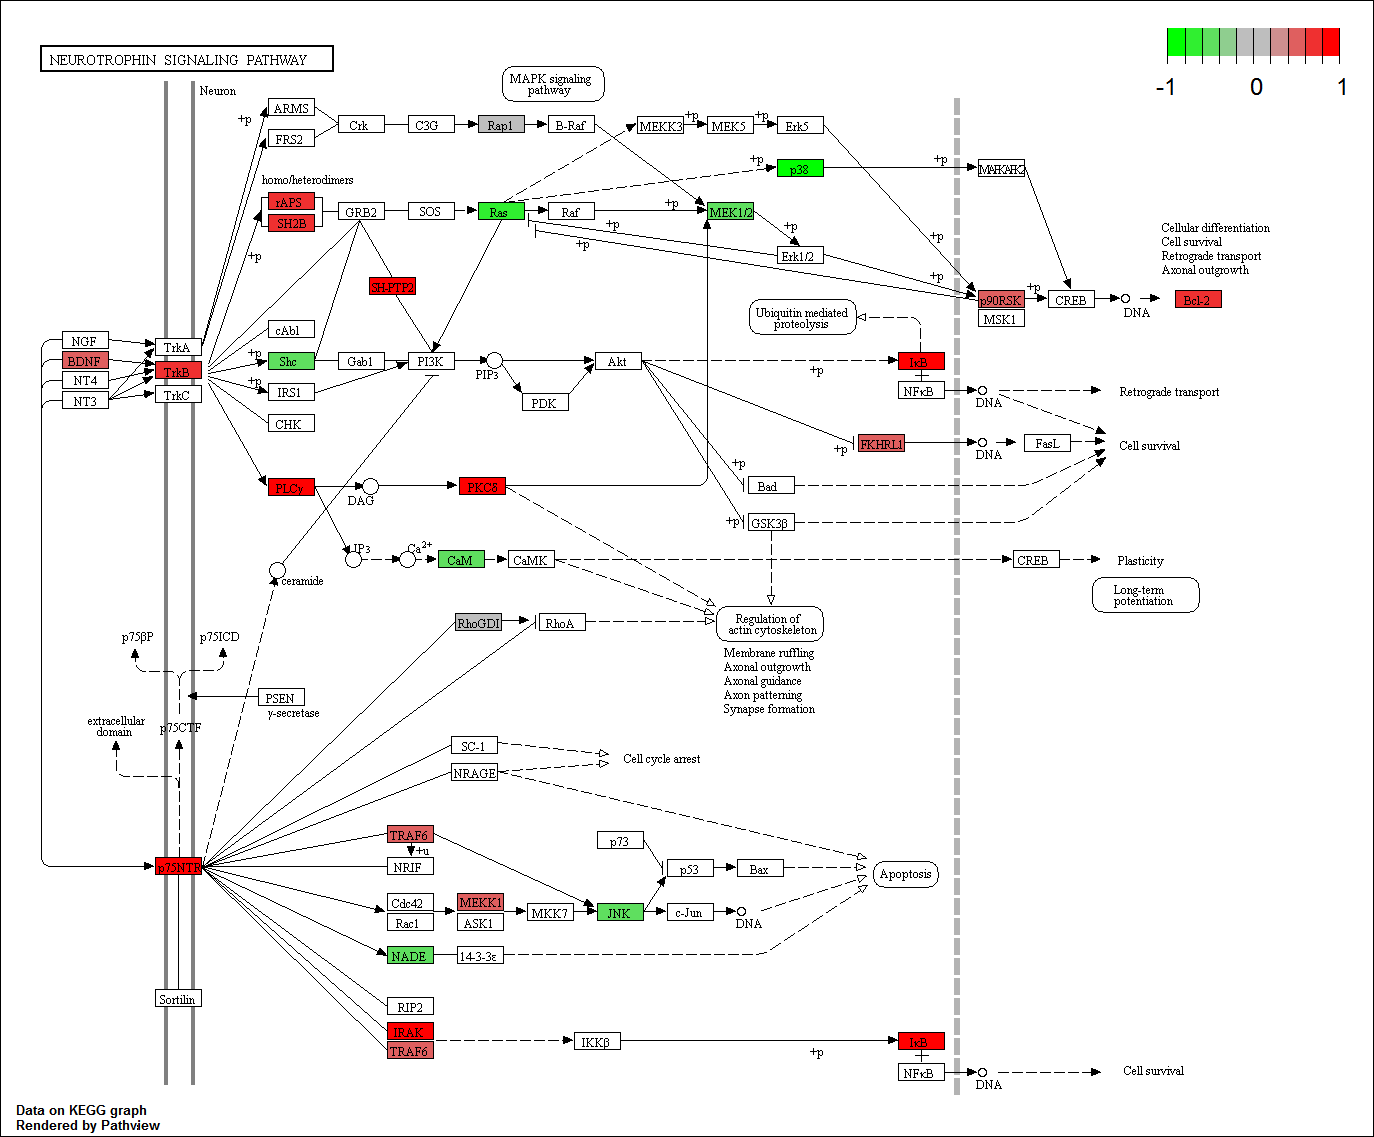 NEUROTROPHIN SIGNALING PATHWAY
-1 0 1
MAPK signaling
pathway
Neuron
ARMS
FRS2
+p
Crk
C3G
Rap1
B-Raf
MEKK3
+p
MEK5
+p
Erk5
+p
p38
+p
MAPKAPK2
homo/heterodimers
rAPS
SH2B
GRB2
SOS
Ras
Raf
+p
MEK1/2
+p
+p
+p
Erk1/2
+p
+p
+p
SH-PTP2
p90RSK
MSK1
+p
CREB
DNA
Bcl-2
Cellular differentiation
Cell survival
Retrograde transport
Axonal outgrowth
Ubiquitin mediated
proteolysis
NGF
BDNF
NT4
NT3
TrkA
TrkB
TrkC
cAbl
+p
Shc
+p
IRS1
CHK
Gab1
PI3K
PIP3
PDK
Akt
+p
IκB
NFκB
DNA
Retrograde transport
+p
FKHRL1
DNA
FasL
Cell survival
+p
Bad
+p
GSK3β
PLCγ
DAG
PKCδ
IP3
Ca2+
CaM
CaMK
CREB
Plasticity
Long-term
potentiation
ceramide
RhoGDI
RhoA
Regulation of
actin cytoskeleton
Membrane ruffling
Axonal outgrowth
Axonal guidance
Axon patterning
Synapse formation
p75βP
p75ICD
PSEN
γ-secretase
extracellular
domain
p75CTF
SC-1
NRAGE
Cell cycle arrest
p75NTR
TRAF6
+u
NRIF
Cdc42
Rac1
MEKK1
ASK1
MKK7
JNK
p73
p53
Bax
c-Jun
DNA
Apoptosis
NADE
14-3-3ε
Sortilin
RIP2
IRAK
TRAF6
IKKβ
+p
IκB
NFκB
DNA
Cell survival
Data on KEGG graph
Rendered by Pathview